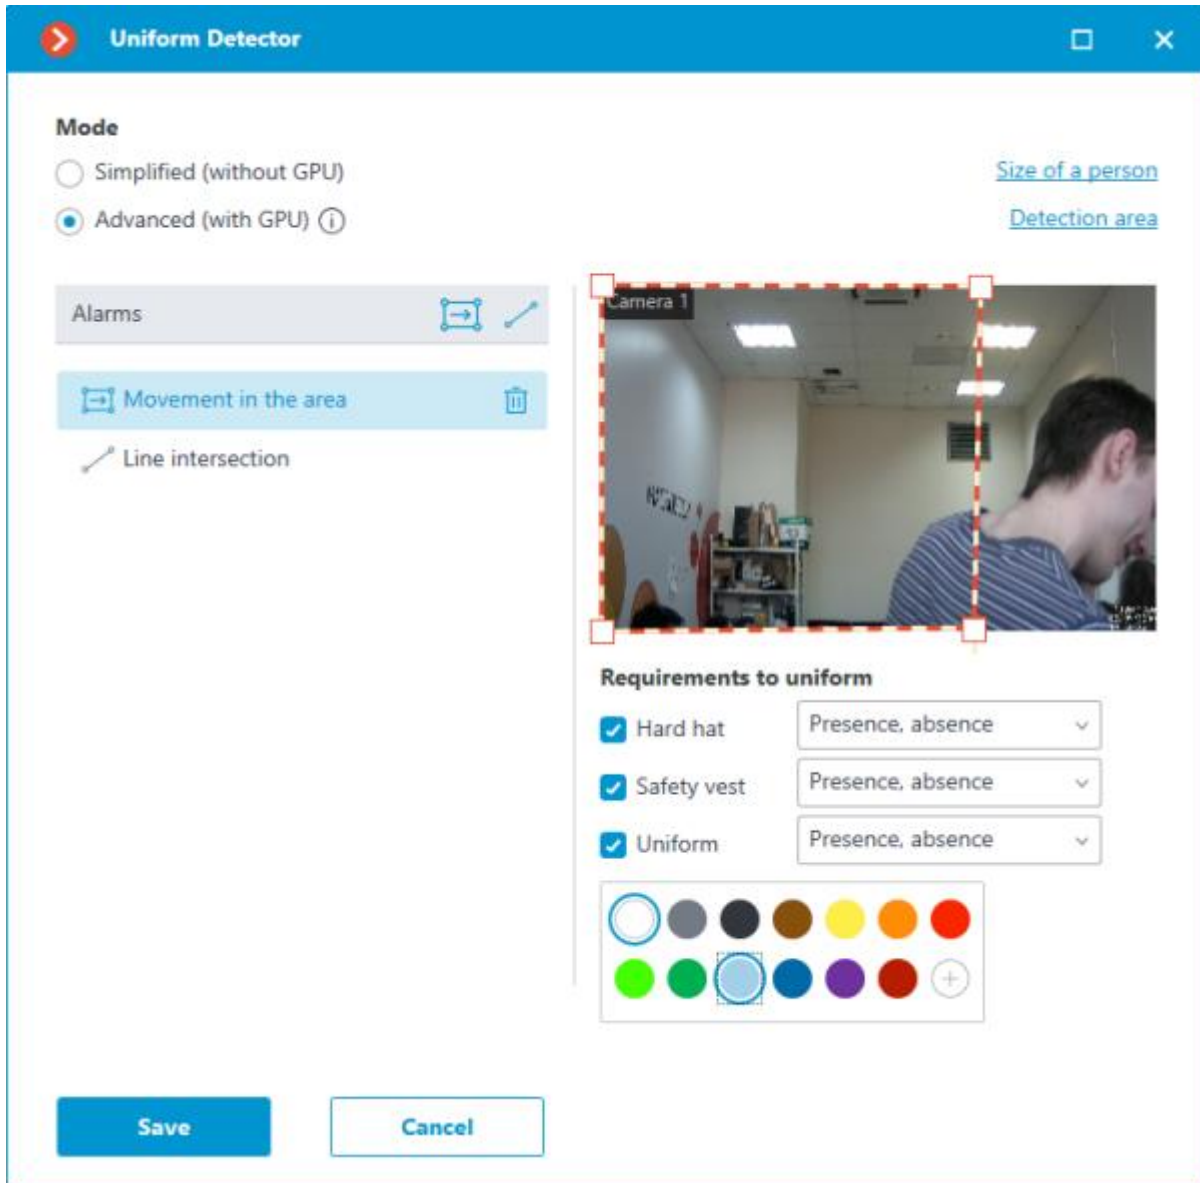 Uniform Detector
Mode
Simplified (without GPU)
Advanced (with GPU)
Size of a person
Detection area
Alarms
Movement in the area
Line intersection
Camera 1
Requirements to uniform
Hard hat
Presence, absence
Safety vest
Presence, absence
Uniform
Presence, absence
Save
Cancel